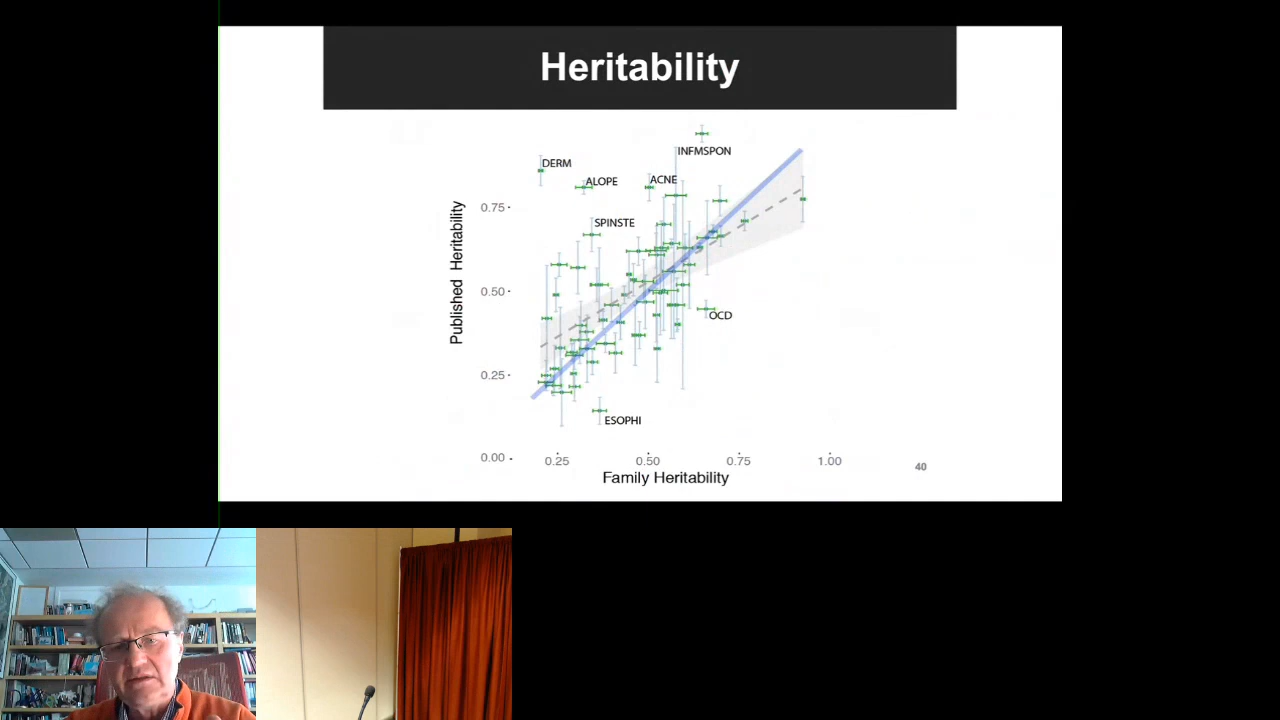 Heritability
INFMSPON
DERM
ALOPE
ACNE
SPINSTE
OCD
ESOPHI
Published Heritability
0.75
0.50
0.25
0.00
0.25
0.50
0.75
1.00
Family Heritability
40